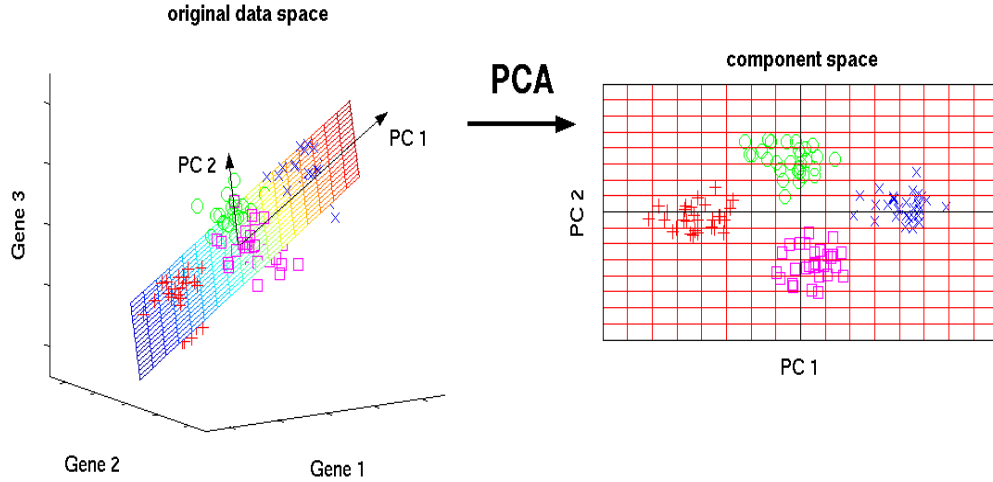 original data space
PCA
component space
PC 1
PC 2
Gene 3
PC 2
Gene 2
Gene 1
PC 1